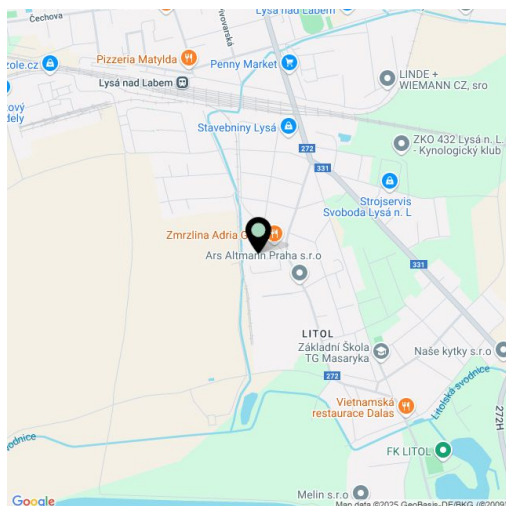 Čechova
Lysá nad Labem
Pizzeria Matylda
Penny Market
zole.cz
LINDE +
WIEMANN CZ, sro
Lysá nad Labem
Stavebniny Lysá
272
ZKO 432 Lysá n. L
- Kynologický klub
331
Strojservis
Svoboda Lysá n. L
Zmrzlina Adria G
Ars Altmann Praha s.r.o
331
LITOL
Základní Škola
TG Masaryka
Naše kytky s.r.o
272
Vietnamská
restaurace Dalas
Litolská svodnice
272H
FK LITOL
Melin s.r.o
Google
Map data ©2025 GeoBasis-DE/BKG (©2009)